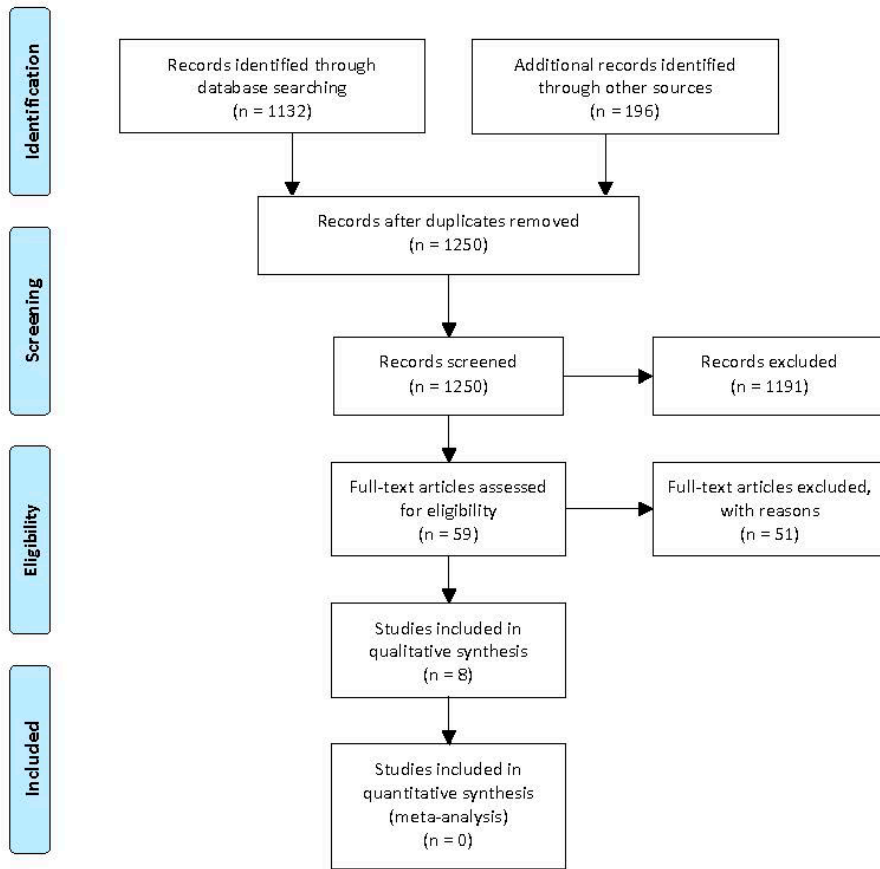 Identification
Records identified through
database searching
(n = 1132)
Additional records identified
through other sources
(n = 196)
Records after duplicates removed
(n = 1250)
Screening
Records screened
(n = 1250)
Records excluded
(n = 1191)
Eligibility
Full-text articles assessed
for eligibility
(n = 59)
Full-text articles excluded,
with reasons
(n = 51)
Studies included in
qualitative synthesis
(n = 8)
Included
Studies included in
quantitative synthesis
(meta-analysis)
(n = 0)